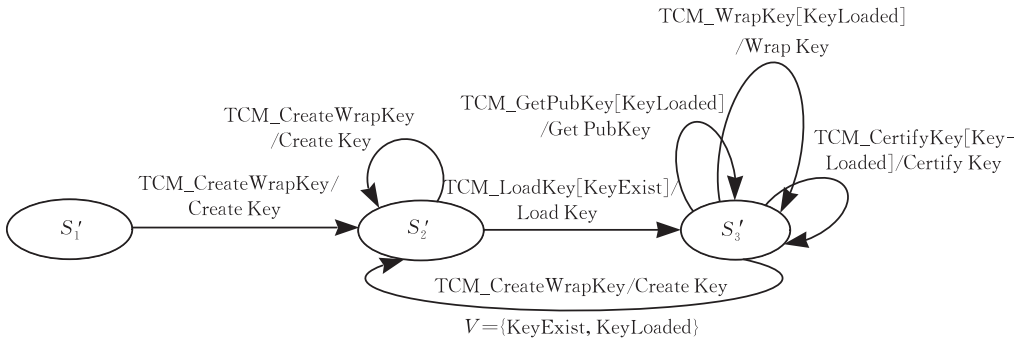 TCM_WrapKey[KeyLoaded]
/Wrap Key
TCM_GetPubKey[KeyLoaded]
/Get PubKey
TCM_CreateWrapKey
/Create Key
TCM_CertifyKey[Key-
Loaded]/Certify Key
TCM_CreateWrapKey/
Create Key
TCM_LoadKey[KeyExist]/
Load Key
S₁′
S₂′
S₃′
TCM_CreateWrapKey/Create Key
V={KeyExist, KeyLoaded}